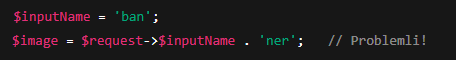 $inputName = 'ban';
$image = $request->$inputName . 'ner';   // Problemli!